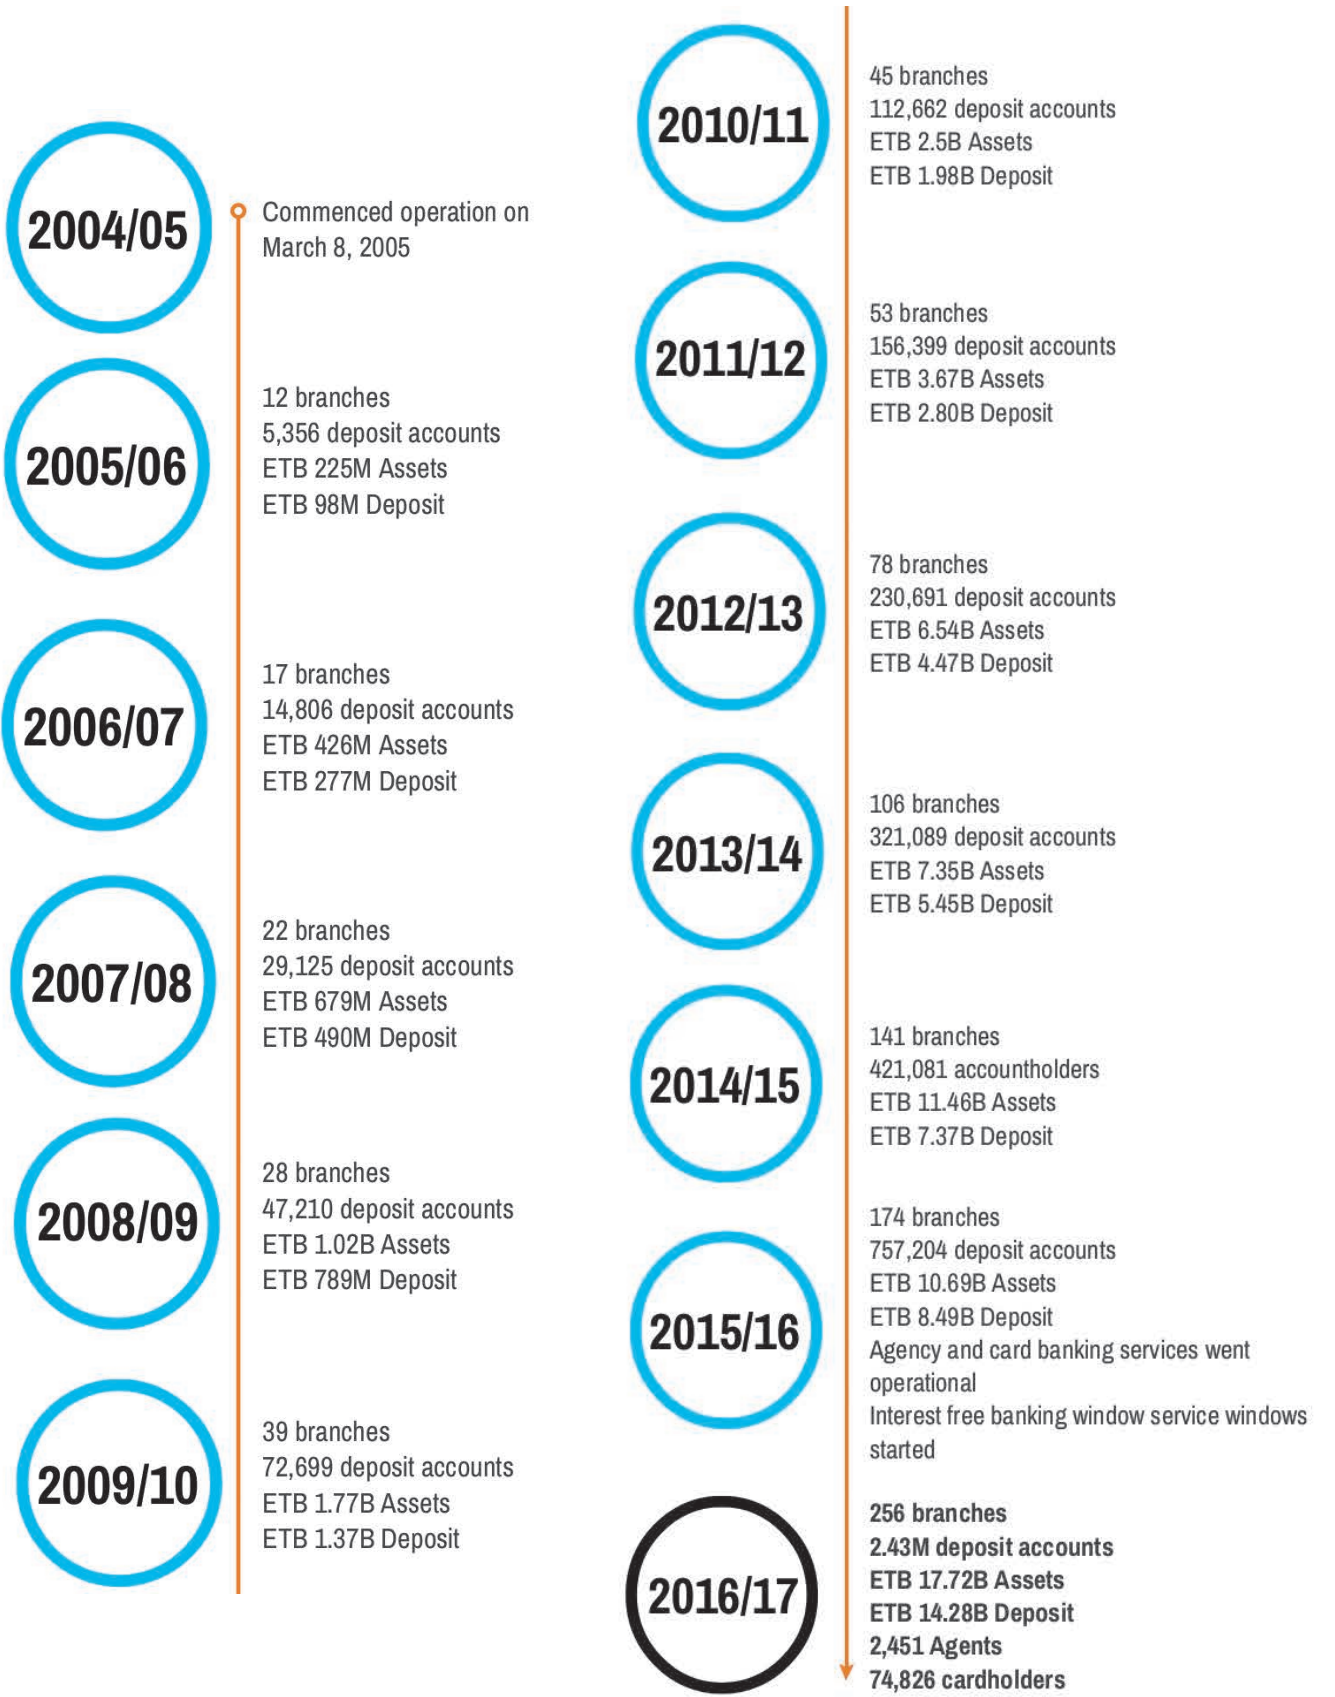 2004/05
Commenced operation on
March 8, 2005
2005/06
12 branches
5,356 deposit accounts
ETB 225M Assets
ETB 98M Deposit
2006/07
17 branches
14,806 deposit accounts
ETB 426M Assets
ETB 277M Deposit
2007/08
22 branches
29,125 deposit accounts
ETB 679M Assets
ETB 490M Deposit
2008/09
28 branches
47,210 deposit accounts
ETB 1.02B Assets
ETB 789M Deposit
2009/10
39 branches
72,699 deposit accounts
ETB 1.77B Assets
ETB 1.37B Deposit
2010/11
45 branches
112,662 deposit accounts
ETB 2.5B Assets
ETB 1.98B Deposit
2011/12
53 branches
156,399 deposit accounts
ETB 3.67B Assets
ETB 2.80B Deposit
2012/13
78 branches
230,691 deposit accounts
ETB 6.54B Assets
ETB 4.47B Deposit
2013/14
106 branches
321,089 deposit accounts
ETB 7.35B Assets
ETB 5.45B Deposit
2014/15
141 branches
421,081 accountholders
ETB 11.46B Assets
ETB 7.37B Deposit
2015/16
174 branches
757,204 deposit accounts
ETB 10.69B Assets
ETB 8.49B Deposit
Agency and card banking services went
operational
Interest free banking window service windows
started
2016/17
256 branches
2.43M deposit accounts
ETB 17.72B Assets
ETB 14.28B Deposit
2,451 Agents
74,826 cardholders